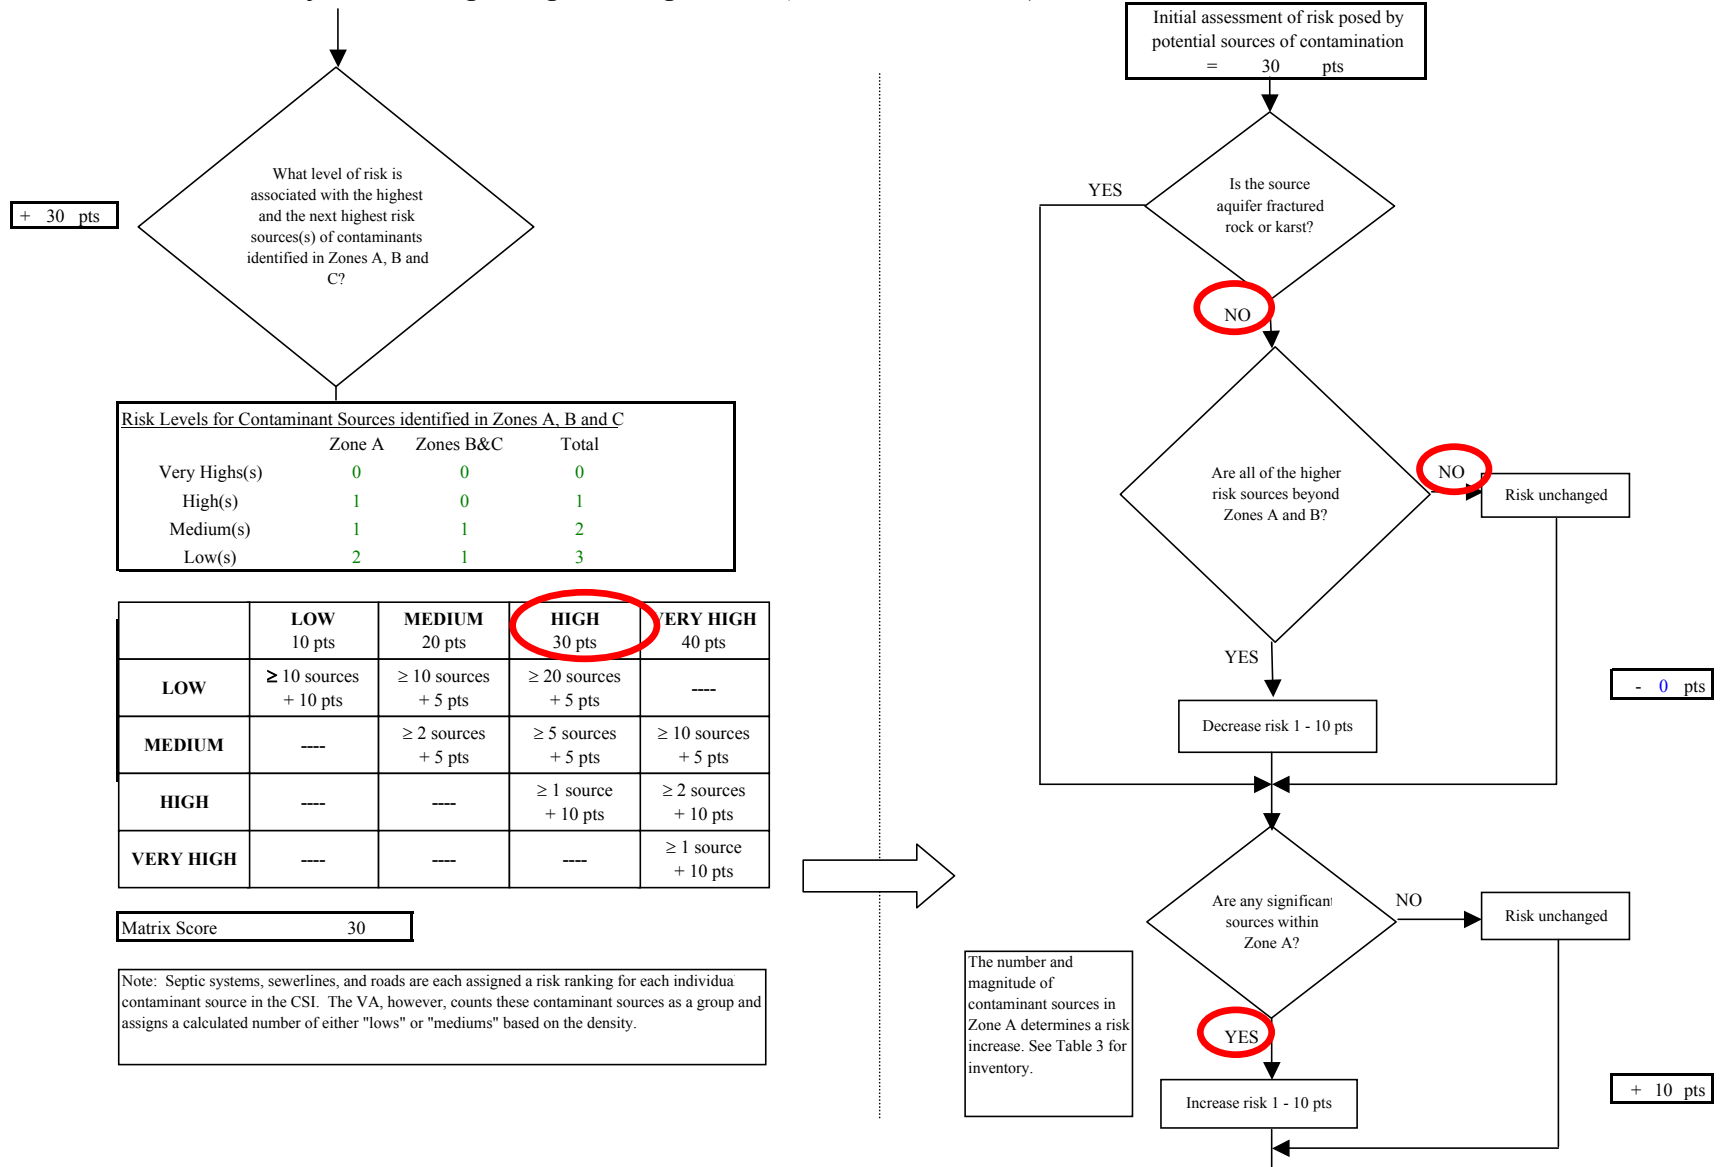 What level of risk is
associated with the highest
and the next highest risk
sources(s) of contaminants
identified in Zones A, B and
C?
+ 30 pts
Risk Levels for Contaminant Sources identified in Zones A, B and C
Zone A Zones B&C Total
Very Highs(s) 0 0 0
High(s) 1 0 1
Medium(s) 1 1 2
Low(s) 2 1 3
LOW MEDIUM HIGH VERY HIGH
10 pts 20 pts 30 pts 40 pts
LOW ≥ 10 sources ≥ 10 sources ≥ 20 sources ----
+ 10 pts + 5 pts + 5 pts
MEDIUM ---- ≥ 2 sources ≥ 5 sources ≥ 10 sources
+ 5 pts + 5 pts + 5 pts
HIGH ---- ---- ≥ 1 source ≥ 2 sources
+ 10 pts + 10 pts
VERY HIGH ---- ---- ---- ≥ 1 source
+ 10 pts
Matrix Score 30
Note: Septic systems, sewerlines, and roads are each assigned a risk ranking for each individua
contaminant source in the CSI. The VA, however, counts these contaminant sources as a group and
assigns a calculated number of either "lows" or "mediums" based on the density.
Initial assessment of risk posed by
potential sources of contamination
= 30 pts
Is the source
aquifer fractured
rock or karst?
YES
NO
Are all of the higher
risk sources beyond
Zones A and B?
NO
Risk unchanged
YES
Decrease risk 1 - 10 pts
- 0 pts
Are any significant
sources within
Zone A?
NO
Risk unchanged
The number and
magnitude of
contaminant sources in
Zone A determines a risk
increase. See Table 3 for
inventory.
YES
Increase risk 1 - 10 pts
+ 10 pts